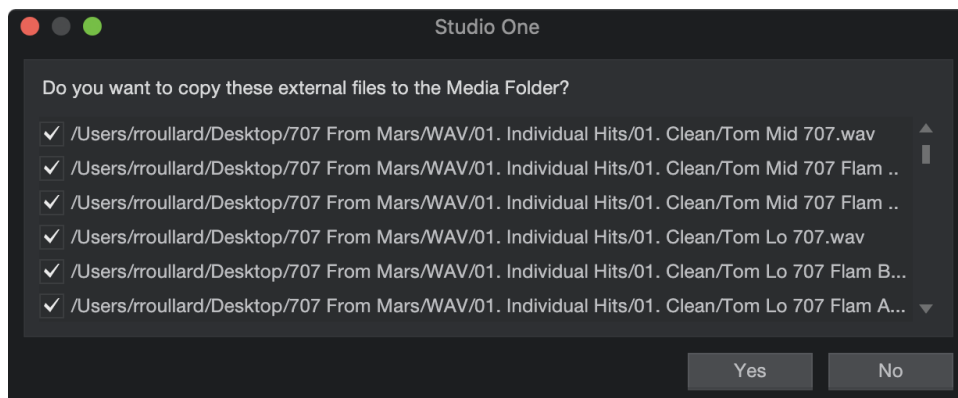 Studio One
Do you want to copy these external files to the Media Folder?
/Users/rroullard/Desktop/707 From Mars/WAV/01. Individual Hits/01. Clean/Tom Mid 707.wav
/Users/rroullard/Desktop/707 From Mars/WAV/01. Individual Hits/01. Clean/Tom Mid 707 Flam ..
/Users/rroullard/Desktop/707 From Mars/WAV/01. Individual Hits/01. Clean/Tom Mid 707 Flam ..
/Users/rroullard/Desktop/707 From Mars/WAV/01. Individual Hits/01. Clean/Tom Lo 707.wav
/Users/rroullard/Desktop/707 From Mars/WAV/01. Individual Hits/01. Clean/Tom Lo 707 Flam B...
/Users/rroullard/Desktop/707 From Mars/WAV/01. Individual Hits/01. Clean/Tom Lo 707 Flam A...
Yes No